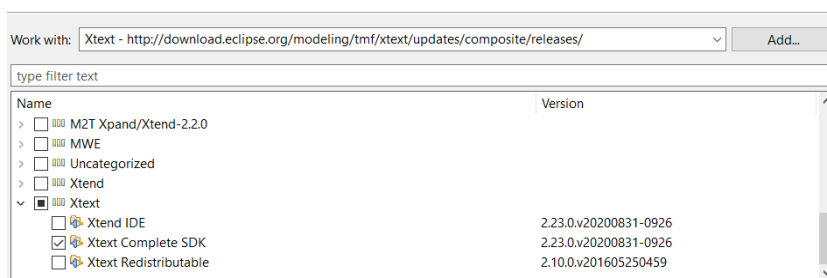 Work with: Xtext - http://download.eclipse.org/modeling/tmf/xtext/updates/composite/releases/ Add...
type filter text
Name Version
M2T Xpand/Xtend-2.2.0
MWE
Uncategorized
Xtend
Xtext
Xtend IDE 2.23.0.v20200831-0926
Xtext Complete SDK 2.23.0.v20200831-0926
Xtext Redistributable 2.10.0.v201605250459